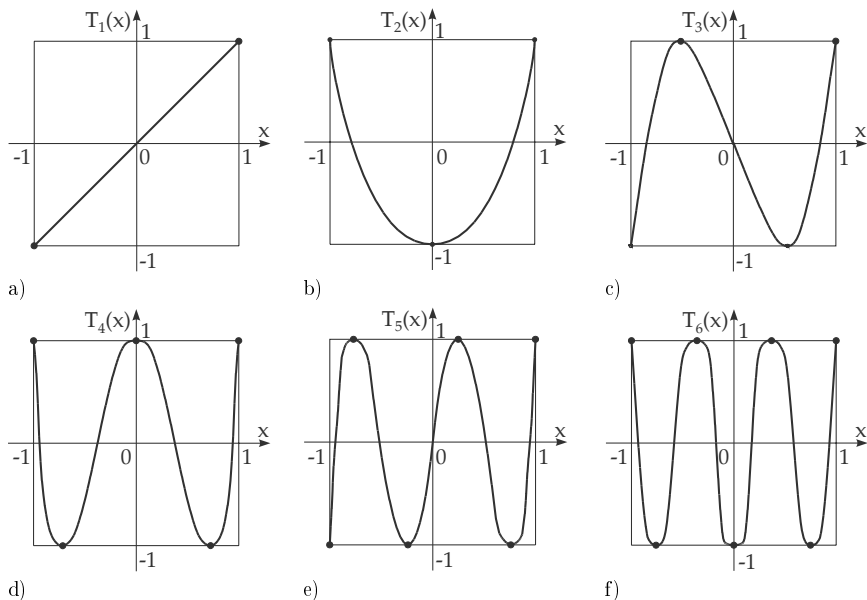 T1(x) T2(x) T3(x)
1 1 1
x x x
-1 0 1 -1 0 1 -1 0 1
-1 -1 -1
a) b) c)
T4(x) T5(x) T6(x)
1 1 1
x x x
-1 0 1 -1 0 1 -1 0 1
-1 -1 -1
d) e) f)